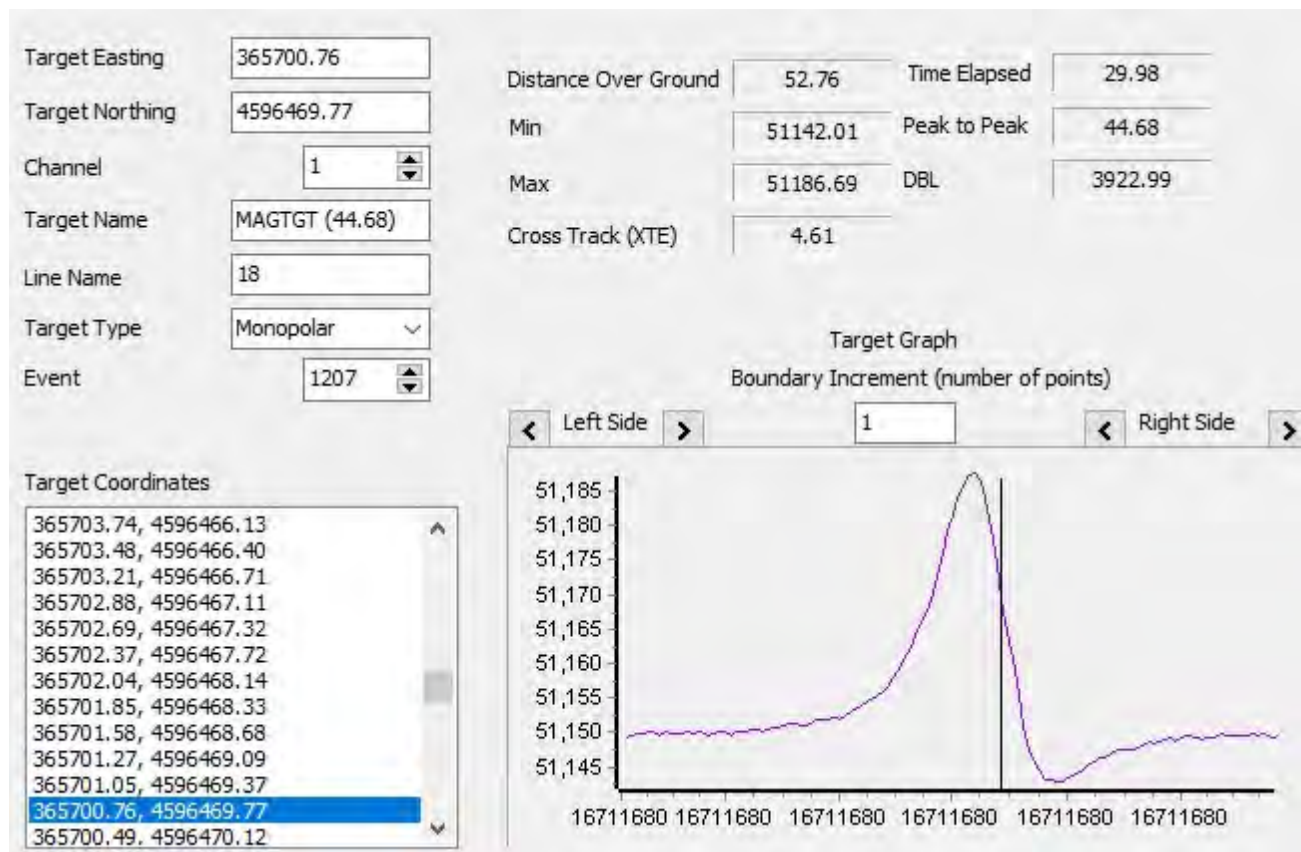 Target Easting 365700.76
Target Northing 4596469.77
Channel 1
Target Name MAGTGT (44.68)
Line Name 18
Target Type Monopolar
Event 1207
Distance Over Ground 52.76 Time Elapsed 29.98
Min 51142.01 Peak to Peak 44.68
Max 51186.69 DBL 3922.99
Cross Track (XTE) 4.61
Target Graph
Boundary Increment (number of points)
Left Side 1 Right Side
Target Coordinates
365703.74, 4596466.13
365703.48, 4596466.40
365703.21, 4596466.71
365702.88, 4596467.11
365702.69, 4596467.32
365702.37, 4596467.72
365702.04, 4596468.14
365701.85, 4596468.33
365701.58, 4596468.68
365701.27, 4596469.09
365701.05, 4596469.37
365700.76, 4596469.77
365700.49, 4596470.12
51,185
51,180
51,175
51,170
51,165
51,160
51,155
51,150
51,145
16711680 16711680 16711680 16711680 16711680 16711680